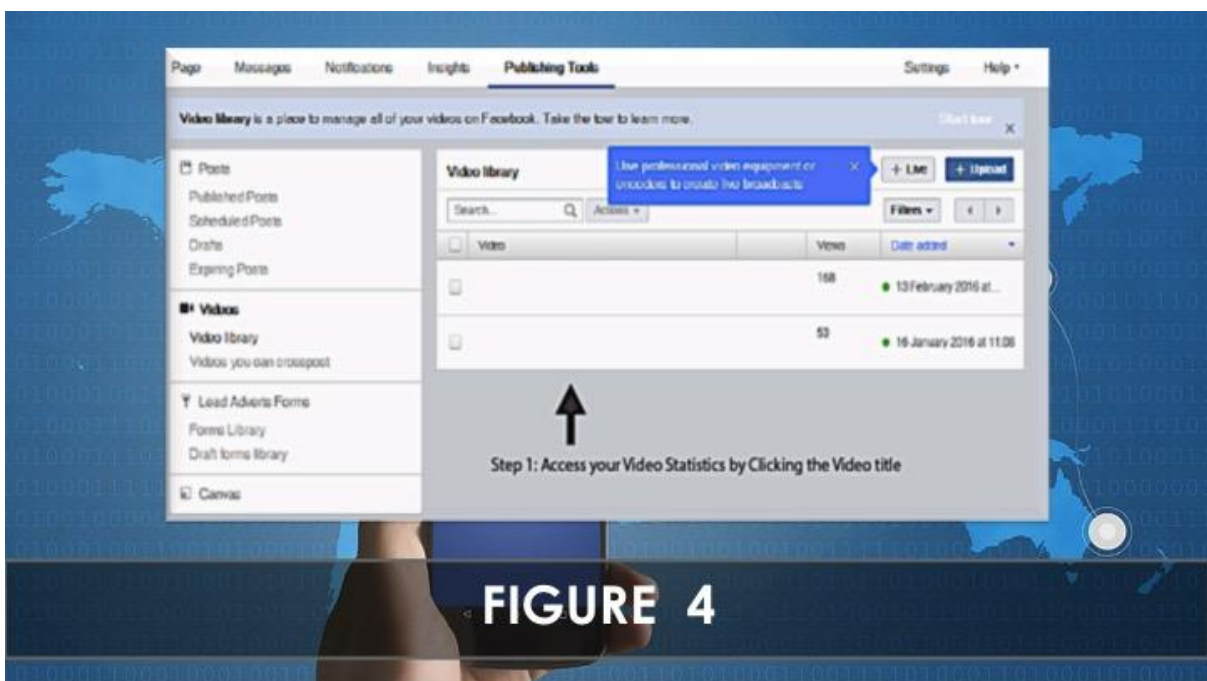 Page Messages Notifications Insights Publishing Tools Settings Help
Video library is a place to manage all of your videos on Facebook. Take the tour to learn more. Start tour x
Posts
Published Posts
Scheduled Posts
Drafts
Expiring Posts
Videos
Video library
Videos you can crosspost
Lead Adverts Forms
Forms Library
Draft forms library
Canvas
Video library
Use professional video equipment or
encoders to create live broadcasts
+ Live + Upload
Search... Actions Filters
Video Views Date added
168 13 February 2016 at...
53 16 January 2016 at 11:08
Step 1: Access your Video Statistics by Clicking the Video title
FIGURE 4